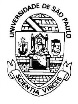 UNIVERSIDADE DE SÃO PAULO
SCIENTIA VINCES